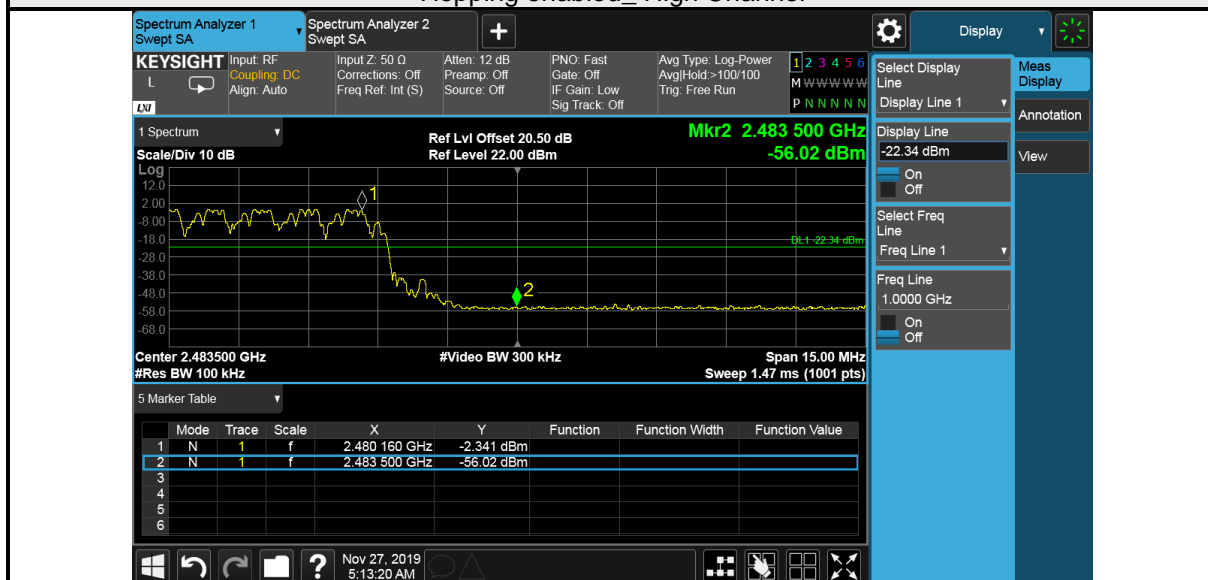 Hopping enabled_ High Channel
Spectrum Analyzer 1
Swept SA
Spectrum Analyzer 2
Swept SA
Display
KEYSIGHT
L
LXI
Input: RF
Coupling: DC
Align: Auto
Input Z: 50 Ω
Corrections: Off
Freq Ref: Int (S)
Atten: 12 dB
Preamp: Off
Source: Off
PNO: Fast
Gate: Off
IF Gain: Low
Sig Track: Off
Avg Type: Log-Power
Avg|Hold:>100/100
Trig: Free Run
1 2 3 4 5 6
M W W W W W
P N N N N N
1 Spectrum
Scale/Div 10 dB
Log
Ref Lvl Offset 20.50 dB
Ref Level 22.00 dBm
Mkr2 2.483 500 GHz
-56.02 dBm
12.0
2.00
-8.00
-18.0
-28.0
-38.0
-48.0
-58.0
-68.0
1
2
DL1 -22.34 dBm
Center 2.483500 GHz
#Video BW 300 kHz
Span 15.00 MHz
#Res BW 100 kHz
Sweep 1.47 ms (1001 pts)
5 Marker Table
Mode Trace Scale X Y Function Function Width Function Value
1 N 1 f 2.480 160 GHz -2.341 dBm
2 N 1 f 2.483 500 GHz -56.02 dBm
3
4
5
6
Nov 27, 2019
5:13:20 AM
Select Display
Line
Display Line 1
Display Line
-22.34 dBm
On
Off
Select Freq
Line
Freq Line 1
Freq Line
1.0000 GHz
On
Off
Meas
Display
Annotation
View